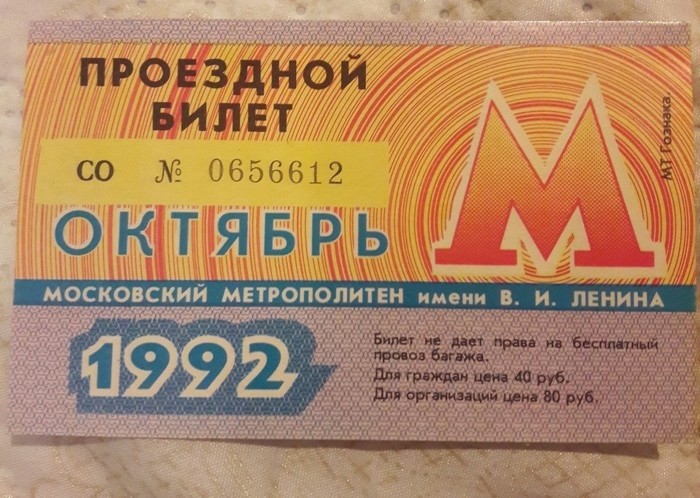 ПРОЕЗДНОЙ
БИЛЕТ
СО № 0656612
ОКТЯБРЬ
М
МТ Гознака.
МОСКОВСКИЙ МЕТРОПОЛИТЕН имени В. И. ЛЕНИНА
1992
Билет не дает права на бесплатный
провоз багажа.
Для граждан цена 40 руб.
Для организаций цена 80 руб.